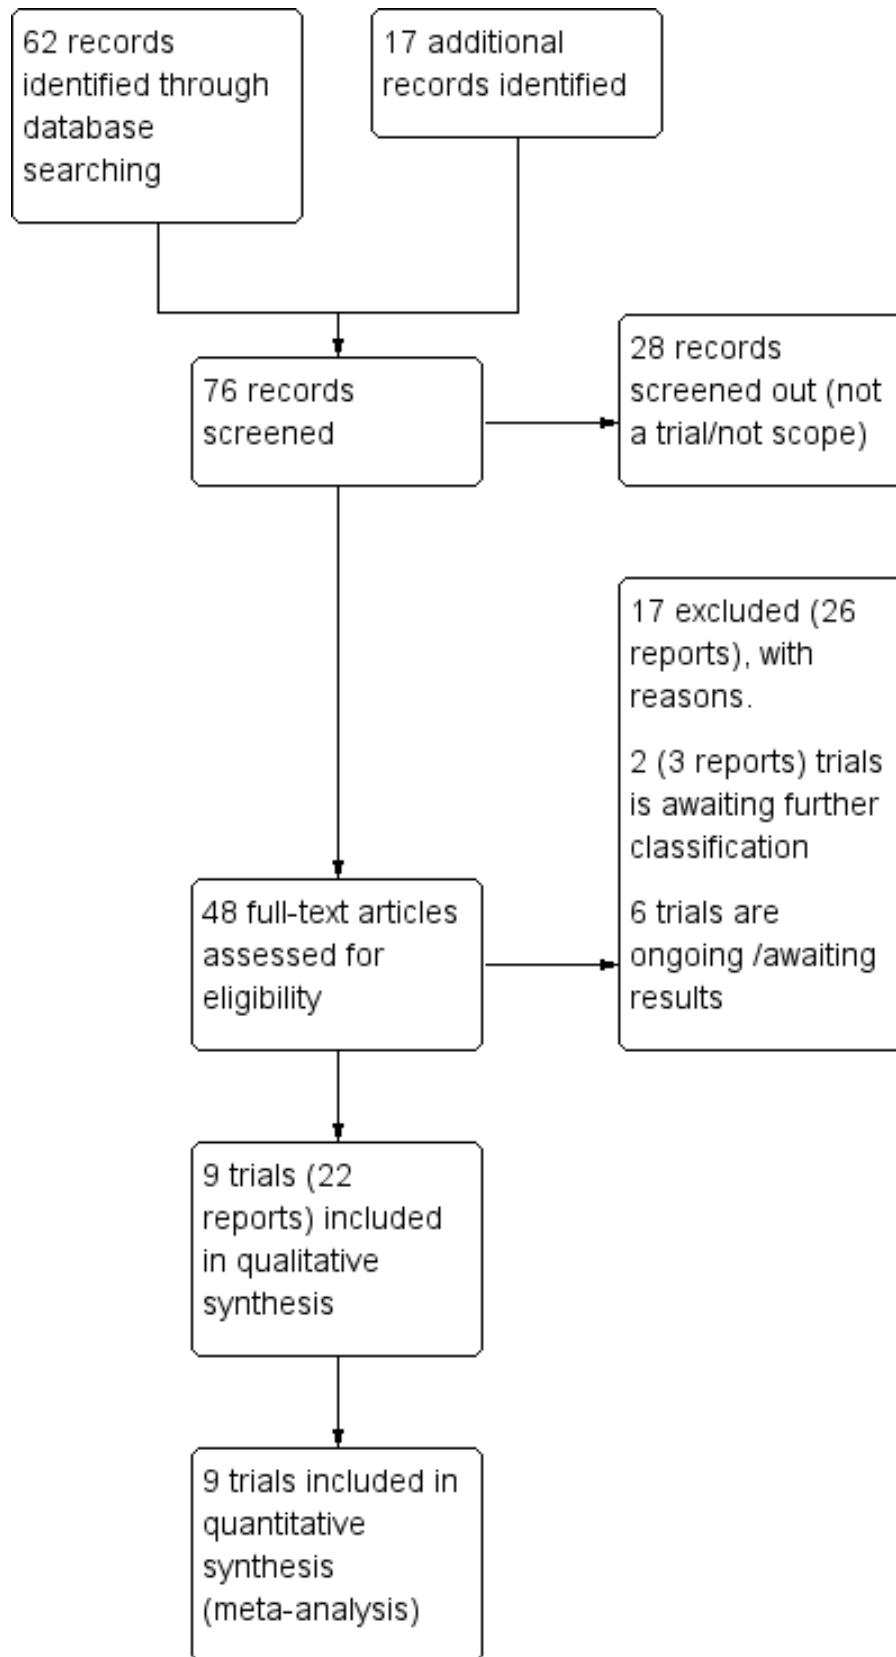 62 records
identified through
database
searching
17 additional
records identified
76 records
screened
28 records
screened out (not
a trial/not scope)
17 excluded (26
reports), with
reasons.
2 (3 reports) trials
is awaiting further
classification
6 trials are
ongoing /awaiting
results
48 full-text articles
assessed for
eligibility
9 trials (22
reports) included
in qualitative
synthesis
9 trials included in
quantitative
synthesis
(meta-analysis)